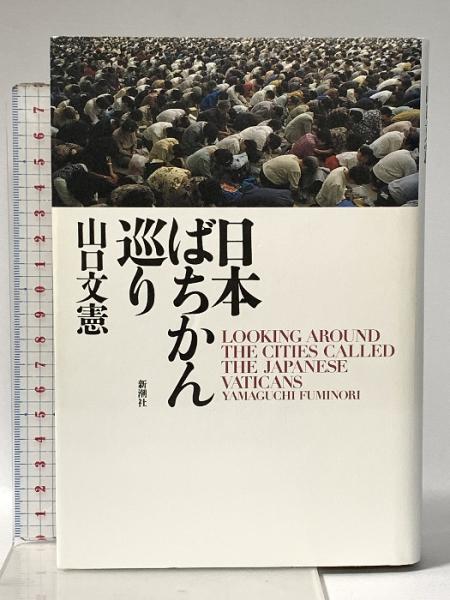 日本
ばちかん
巡り
山口文憲
LOOKING AROUND
THE CITIES CALLED
THE JAPANESE
VATICANS
YAMAGUCHI FUMINORI
新潮社